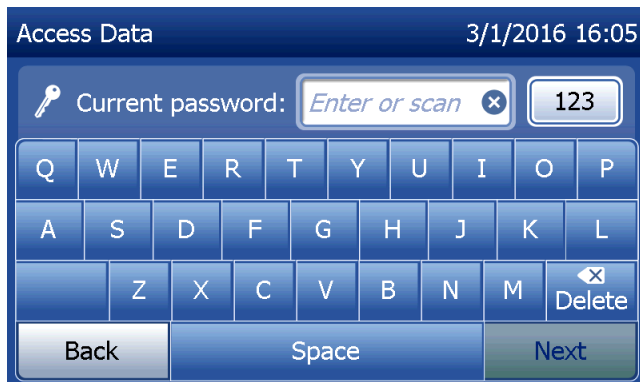 Access Data 3/1/2016 16:05
Current password: Enter or scan 123
Q W E R T Y U I O P
A S D F G H J K L
Z X C V B N M Delete
Back Space Next